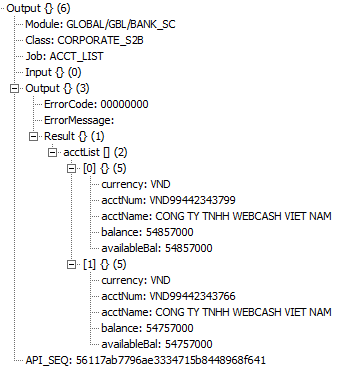 Output {} (6)
Module: GLOBAL/GBL/BANK_SC
Class: CORPORATE_S2B
Job: ACCT_LIST
Input {} (0)
Output {} (3)
ErrorCode: 00000000
ErrorMessage:
Result {} (1)
acctList [] (2)
[0] {} (5)
currency: VND
acctNum: VND99442343799
acctName: CONG TY TNHH WEBCASH VIET NAM
balance: 54857000
availableBal: 54857000
[1] {} (5)
currency: VND
acctNum: VND99442343766
acctName: CONG TY TNHH WEBCASH VIET NAM
balance: 54757000
availableBal: 54757000
API_SEQ: 56117ab7796ae3334715b8448968f641